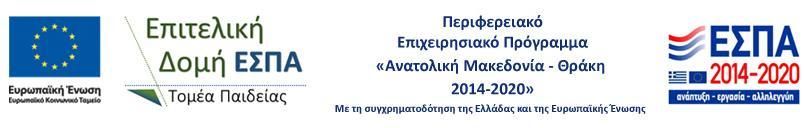 Ευρωπαϊκή Ένωση
Ευρωπαϊκό Κοινωνικό Ταμείο
Επιτελική
Δομή ΕΣΠΑ
Τομέα Παιδείας
Περιφερειακό
Επιχειρησιακό Πρόγραμμα
«Ανατολική Μακεδονία - Θράκη
2014-2020»
Με τη συγχρηματοδότηση της Ελλάδας και της Ευρωπαϊκής Ένωσης
ΕΣΠΑ
2014-2020
ανάπτυξη - εργασία - αλληλεγγύη